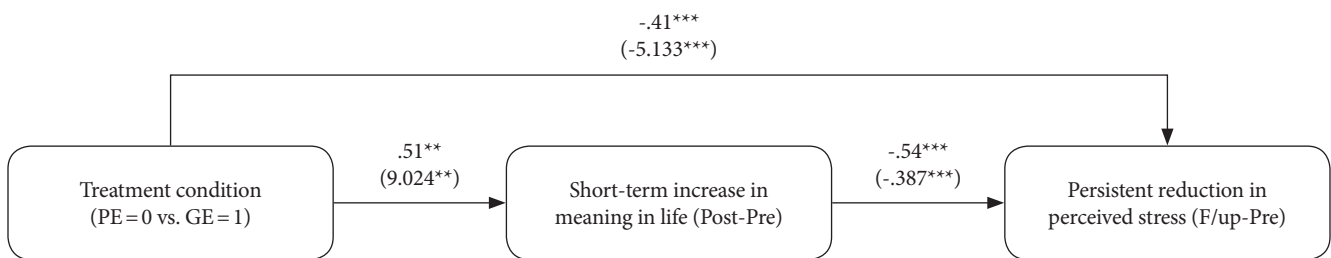 -.41***
(-5.133***)
.51**
(9.024**)
-.54***
(-.387***)
Treatment condition
(PE = 0 vs. GE = 1)
Short-term increase in
meaning in life (Post-Pre)
Persistent reduction in
perceived stress (F/up-Pre)